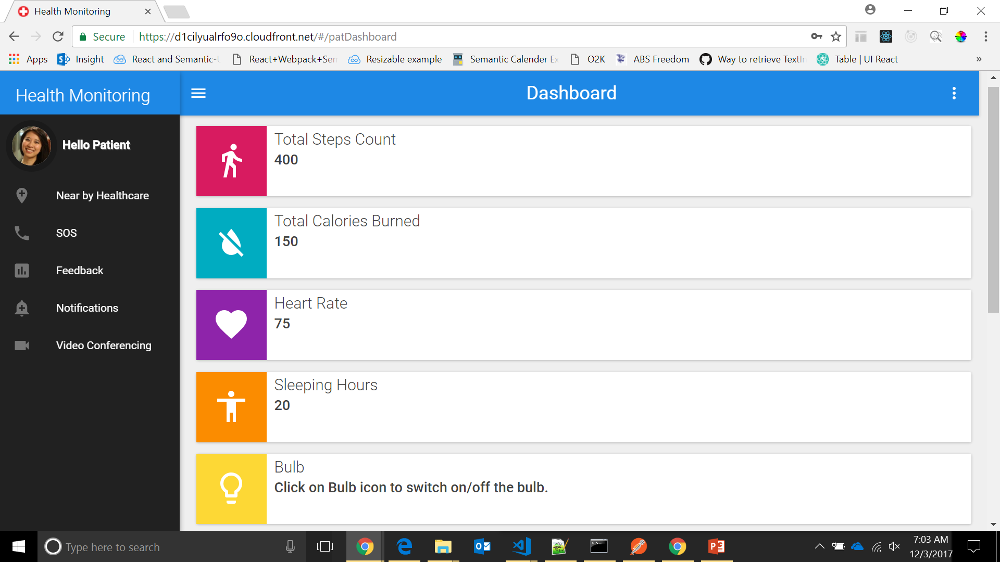 Health Monitoring
Secure
https://d1cilyualrfo9o.cloudfront.net/#/patDashboard
Apps
Insight
React and Semantic-
React+Webpack+Sem
Resizable example
Semantic Calender Ex
O2K
ABS Freedom
Way to retrieve TextIn
Table | UI React
»
Health Monitoring
Dashboard
Hello Patient
Near by Healthcare
SOS
Feedback
Notifications
Video Conferencing
Total Steps Count
400
Total Calories Burned
150
Heart Rate
75
Sleeping Hours
20
Bulb
Click on Bulb icon to switch on/off the bulb.
Type here to search
7:03 AM
12/3/2017